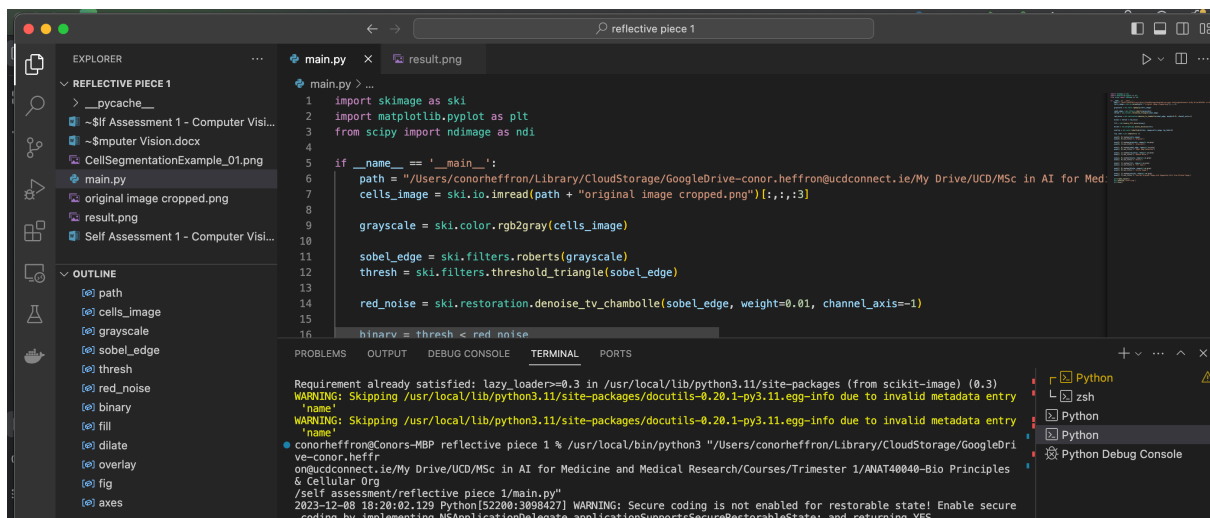 reflective piece 1
EXPLORER
main.py
result.png
REFLECTIVE PIECE 1
main.py > ...
__pycache__
~$lf Assessment 1 - Computer Visi...
~$mputer Vision.docx
CellSegmentationExample_01.png
main.py
original image cropped.png
result.png
Self Assessment 1 - Computer Visi...
OUTLINE
path
cells_image
grayscale
sobel_edge
thresh
red_noise
binary
fill
dilate
overlay
fig
axes
1 import skimage as ski
2 import matplotlib.pyplot as plt
3 from scipy import ndimage as ndi
4
5 if __name__ == '__main__':
6 path = "/Users/conorheffron/Library/CloudStorage/GoogleDrive-conor.heffron@ucdconnect.ie/My Drive/UCD/MSc in AI for Med
7 cells_image = ski.io.imread(path + "original image cropped.png")[:,:,:3]
8
9 grayscale = ski.color.rgb2gray(cells_image)
10
11 sobel_edge = ski.filters.roberts(grayscale)
12 thresh = ski.filters.threshold_triangle(sobel_edge)
13
14 red_noise = ski.restoration.denoise_tv_chambolle(sobel_edge, weight=0.01, channel_axis=-1)
15
16 binary = thresh < red_noise
PROBLEMS OUTPUT DEBUG CONSOLE TERMINAL PORTS
Requirement already satisfied: lazy_loader>=0.3 in /usr/local/lib/python3.11/site-packages (from scikit-image) (0.3)
WARNING: Skipping /usr/local/lib/python3.11/site-packages/docutils-0.20.1-py3.11.egg-info due to invalid metadata entry
'name'
WARNING: Skipping /usr/local/lib/python3.11/site-packages/docutils-0.20.1-py3.11.egg-info due to invalid metadata entry
'name'
conorheffron@Conors-MBP reflective piece 1 % /usr/local/bin/python3 "/Users/conorheffron/Library/CloudStorage/GoogleDri
ve-conor.heffr
on@ucdconnect.ie/My Drive/UCD/MSc in AI for Medicine and Medical Research/Courses/Trimester 1/ANAT40040-Bio Principles
& Cellular Org
/self assessment/reflective piece 1/main.py"
2023-12-08 18:20:02.129 Python[52200:3098427] WARNING: Secure coding is not enabled for restorable state! Enable secure
coding by implementing NSApplicationDelegate.applicationSupportsSecureRestorableState: and returning YES
Python
zsh
Python
Python
Python Debug Console